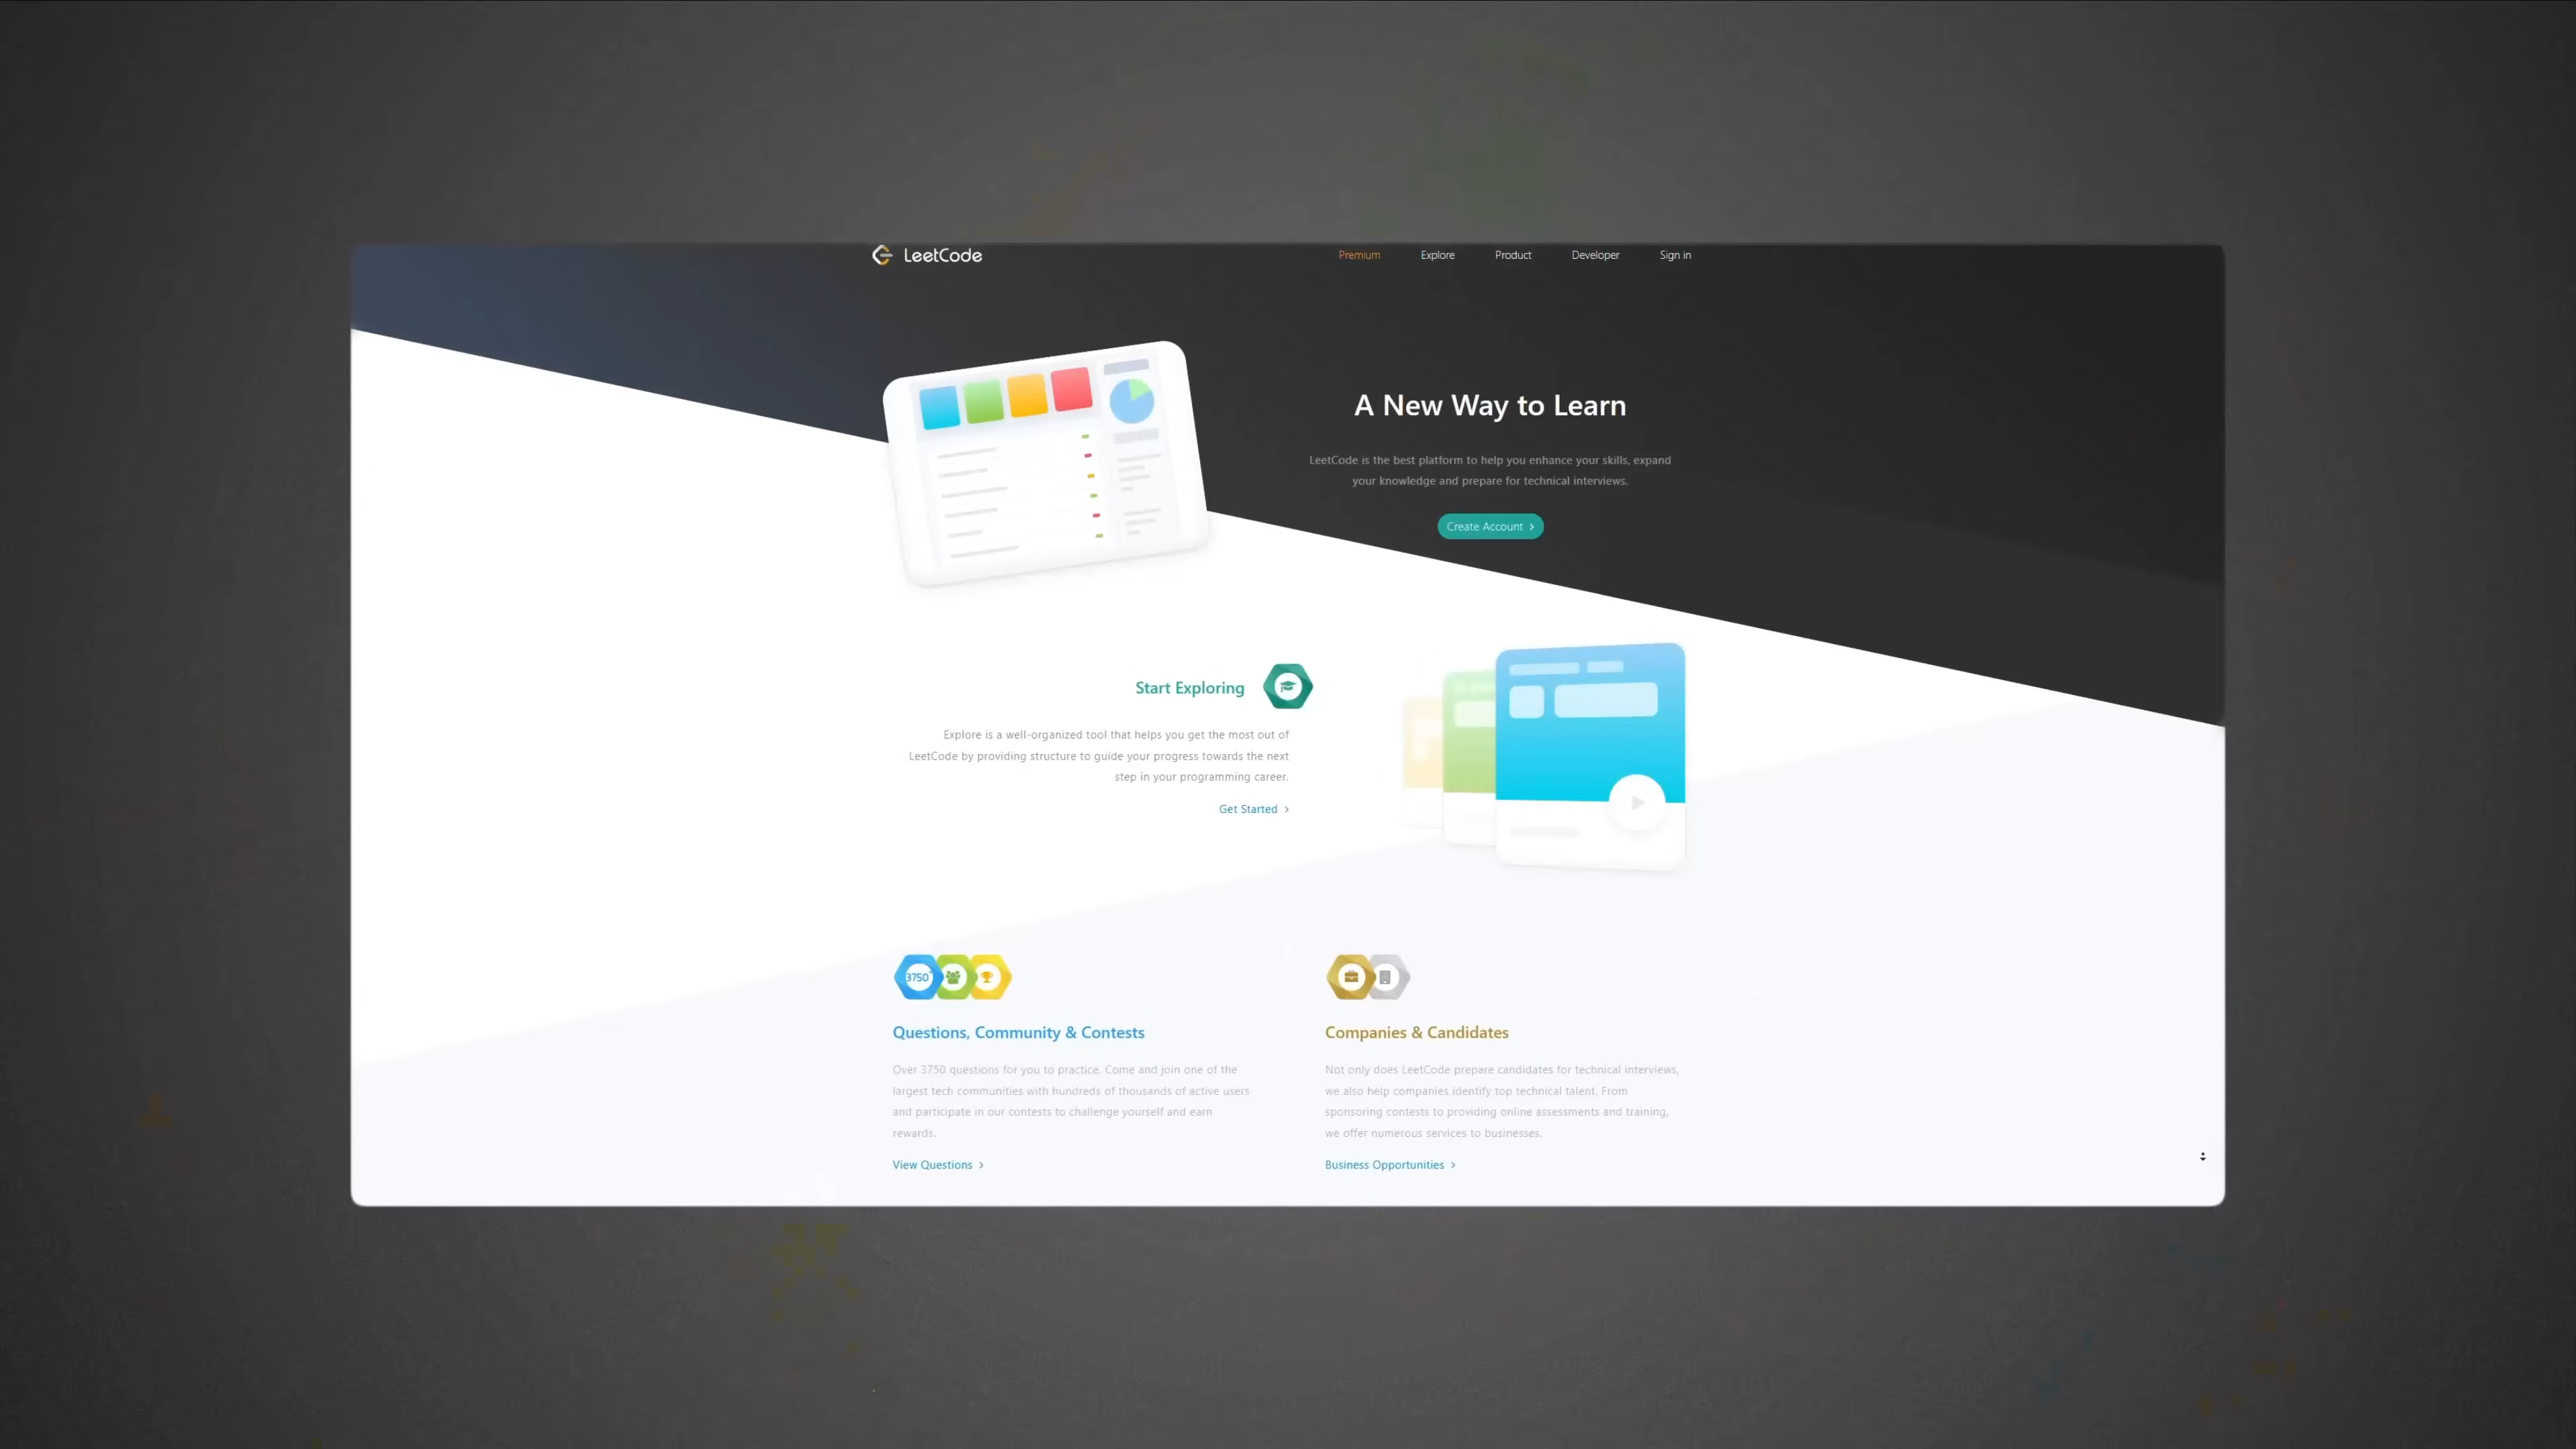 LeetCode
Premium
Explore
Product
Developer
Sign in
A New Way to Learn
LeetCode is the best platform to help you enhance your skills, expand
your knowledge and prepare for technical interviews.
Create Account
Start Exploring
Explore is a well-organized tool that helps you get the most out of
LeetCode by providing structure to guide your progress towards the next
step in your programming career.
Get Started
3750
Questions, Community & Contests
Over 3750 questions for you to practice. Come and join one of the
largest tech communities with hundreds of thousands of active users
and participate in our contests to challenge yourself and earn
rewards.
View Questions
Companies & Candidates
Not only does LeetCode prepare candidates for technical interviews,
we also help companies identify top technical talent. From
sponsoring contests to providing online assessments and training,
we offer numerous services to businesses.
Business Opportunities